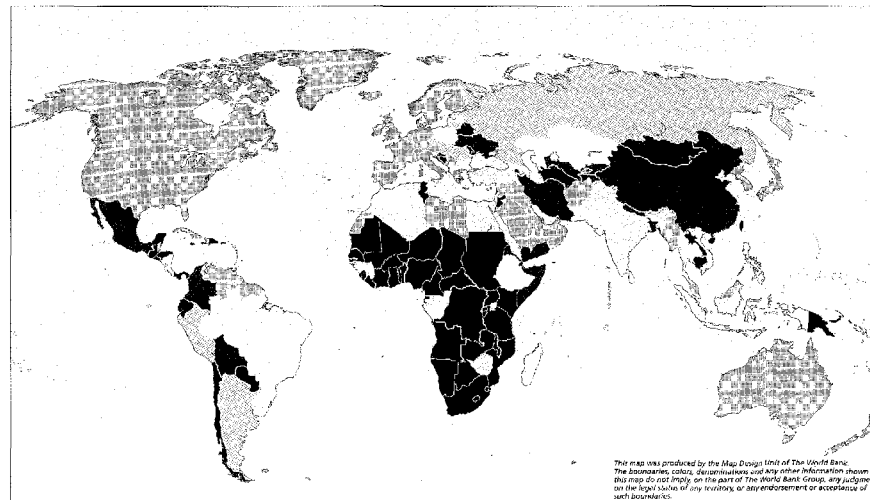 This map was produced by the Map Design Unit of The World Bank.
The boundaries, colors, denominations and any other information shown
this map do not imply, on the part of The World Bank Group, any judgme
on the legal status of any territory, or any endorsement or acceptance of
such boundaries.